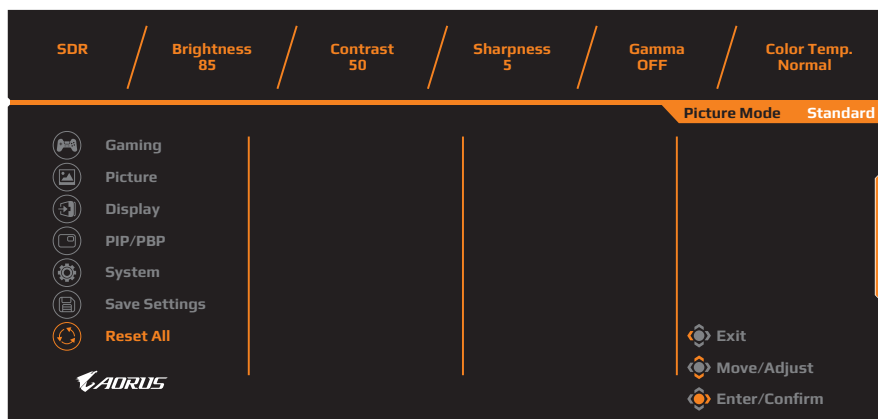 SDR
Brightness
85
Contrast
50
Sharpness
5
Gamma
OFF
Color Temp.
Normal
Picture Mode Standard
Gaming
Picture
Display
PIP/PBP
System
Save Settings
Reset All
AORUS
Exit
Move/Adjust
Enter/Confirm